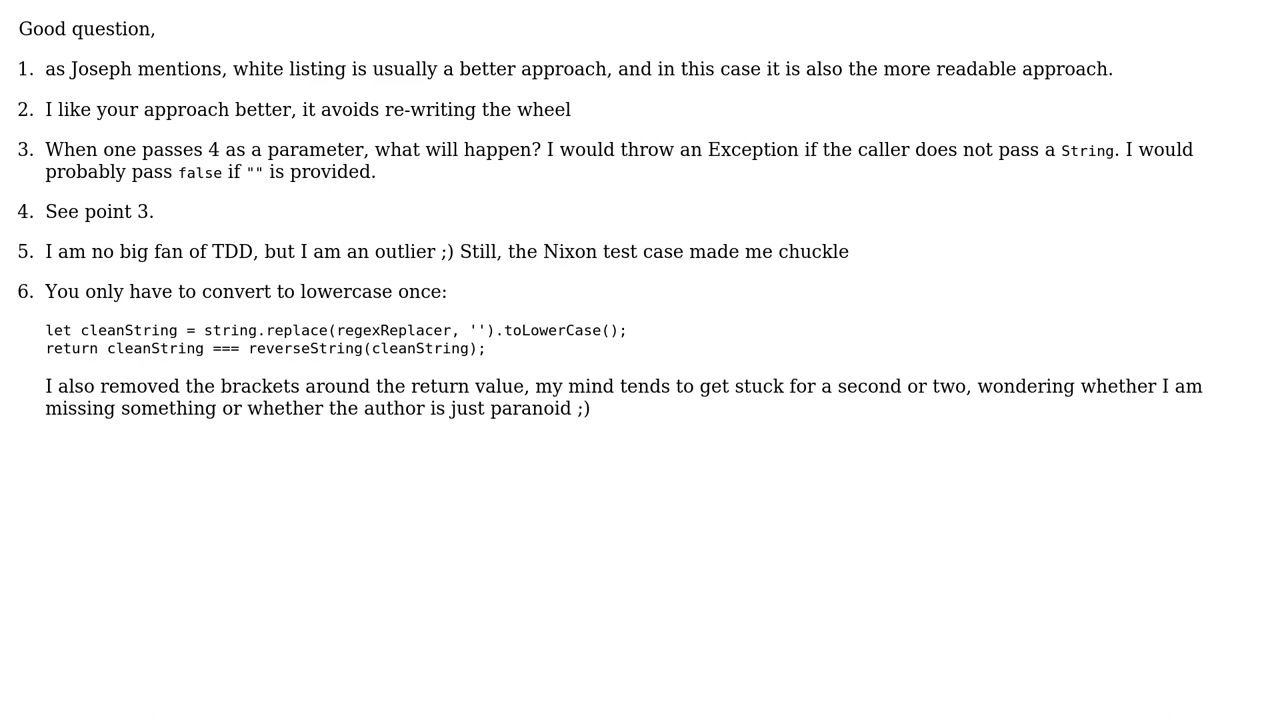 Good question,
1. as Joseph mentions, white listing is usually a better approach, and in this case it is also the more readable approach.
2. I like your approach better, it avoids re-writing the wheel
3. When one passes 4 as a parameter, what will happen? I would throw an Exception if the caller does not pass a String. I would
probably pass false if "" is provided.
4. See point 3.
5. I am no big fan of TDD, but I am an outlier ;) Still, the Nixon test case made me chuckle
6. You only have to convert to lowercase once:
let cleanString = string.replace(regexReplacer, '').toLowerCase();
return cleanString === reverseString(cleanString);
I also removed the brackets around the return value, my mind tends to get stuck for a second or two, wondering whether I am
missing something or whether the author is just paranoid ;)